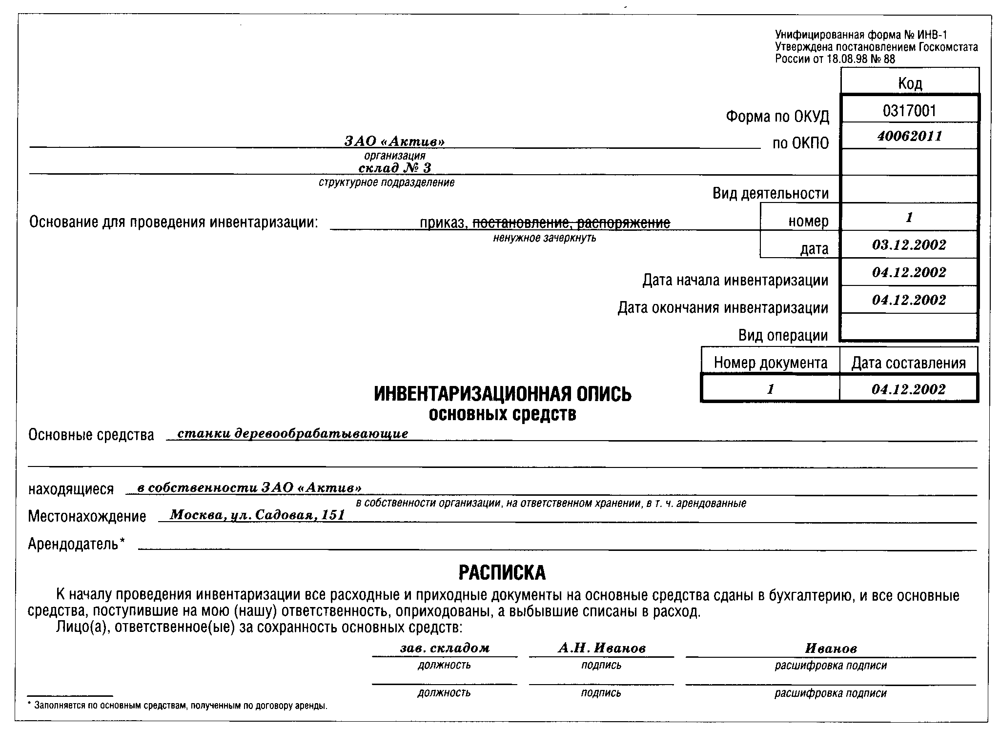 Унифицированная форма № ИНВ-1
Утверждена постановлением Госкомстата
России от 18.08.98 № 88
Код
Форма по ОКУД 0317001
ЗАО «Актив» по ОКПО 40062011
организация
склад № 3
структурное подразделение
Вид деятельности
Основание для проведения инвентаризации: приказ, постановление, распоряжение номер 1
ненужное зачеркнуть
дата 03.12.2002
Дата начала инвентаризации 04.12.2002
Дата окончания инвентаризации 04.12.2002
Вид операции
Номер документа Дата составления
1 04.12.2002
ИНВЕНТАРИЗАЦИОННАЯ ОПИСЬ
основных средств
Основные средства станки деревообрабатывающие
находящиеся в собственности ЗАО «Актив»
в собственности организации, на ответственном хранении, в т. ч. арендованные
Местонахождение Москва, ул. Садовая, 151
Арендодатель*
РАСПИСКА
К началу проведения инвентаризации все расходные и приходные документы на основные средства сданы в бухгалтерию, и все основные
средства, поступившие на мою (нашу) ответственность, оприходованы, а выбывшие списаны в расход.
Лицо(а), ответственное(ые) за сохранность основных средств:
зав. складом А.Н. Иванов Иванов
должность подпись расшифровка подписи
должность подпись расшифровка подписи
* Заполняется по основным средствам, полученным по договору аренды.